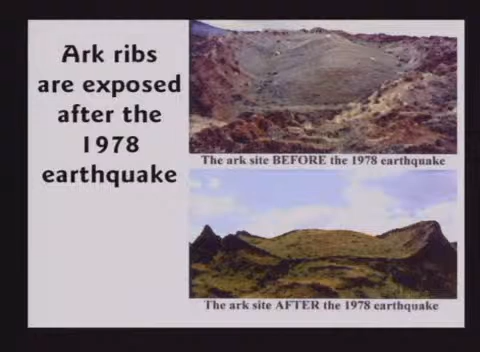 Ark ribs
are exposed
after the
1978
earthquake
The ark site BEFORE the 1978 earthquake
The ark site AFTER the 1978 earthquake